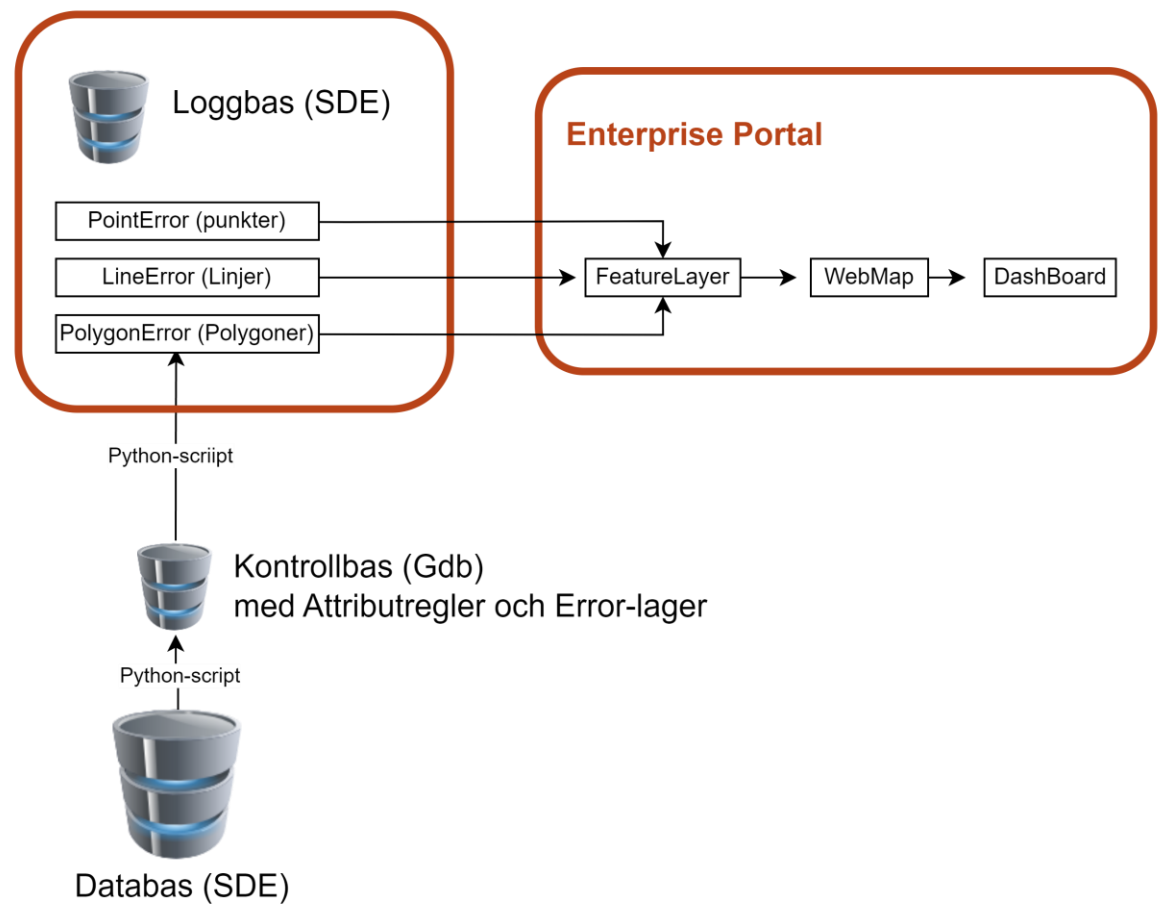 Loggbas (SDE)
Enterprise Portal
PointError (punkter)
LineError (Linjer)
PolygonError (Polygoner)
FeatureLayer
WebMap
DashBoard
Python-scriipt
Kontrollbas (Gdb)
med Attributregler och Error-lager
Python-script
Databas (SDE)